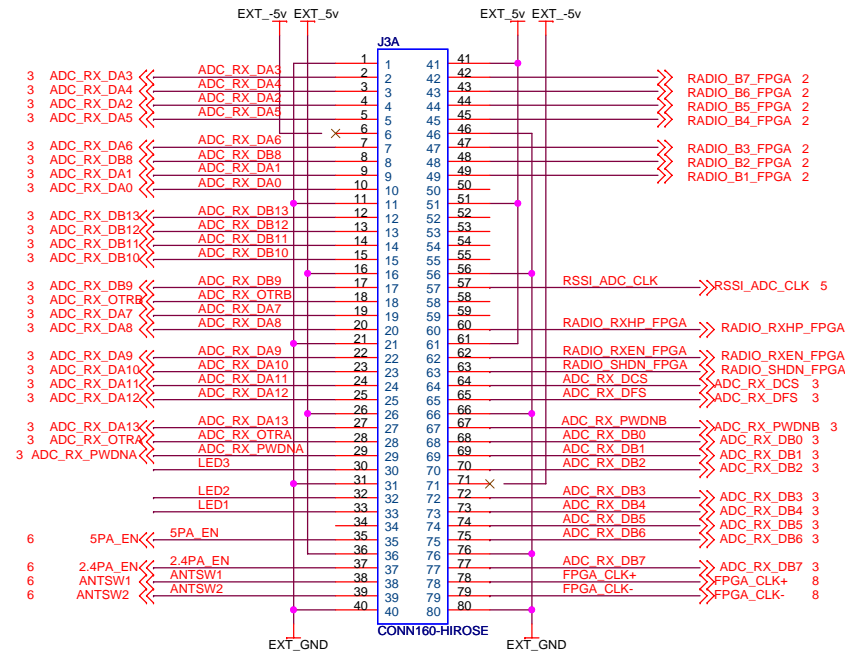 EXT_-5v EXT_5v EXT_5v EXT_-5v
J3A
1 1 41 41
3 ADC_RX_DA3 ADC_RX_DA3 2 2 42 42 RADIO_B7_FPGA 2
3 ADC_RX_DA4 ADC_RX_DA4 3 3 43 43 RADIO_B6_FPGA 2
3 ADC_RX_DA2 ADC_RX_DA2 4 4 44 44 RADIO_B5_FPGA 2
3 ADC_RX_DA5 ADC_RX_DA5 5 5 45 45 RADIO_B4_FPGA 2
6 6 46 46
3 ADC_RX_DA6 ADC_RX_DA6 7 7 47 47 RADIO_B3_FPGA 2
3 ADC_RX_DB8 ADC_RX_DB8 8 8 48 48 RADIO_B2_FPGA 2
3 ADC_RX_DA1 ADC_RX_DA1 9 9 49 49 RADIO_B1_FPGA 2
3 ADC_RX_DA0 ADC_RX_DA0 10 10 50 50
11 11 51 51
3 ADC_RX_DB13 ADC_RX_DB13 12 12 52 52
3 ADC_RX_DB12 ADC_RX_DB12 13 13 53 53
3 ADC_RX_DB11 ADC_RX_DB11 14 14 54 54
3 ADC_RX_DB10 ADC_RX_DB10 15 15 55 55
16 16 56 56
3 ADC_RX_DB9 ADC_RX_DB9 17 17 57 57 RSSI_ADC_CLK RSSI_ADC_CLK 5
3 ADC_RX_OTRB ADC_RX_OTRB 18 18 58 58
3 ADC_RX_DA7 ADC_RX_DA7 19 19 59 59
3 ADC_RX_DA8 ADC_RX_DA8 20 20 60 60 RADIO_RXHP_FPGA RADIO_RXHP_FPGA
21 21 61 61
3 ADC_RX_DA9 ADC_RX_DA9 22 22 62 62 RADIO_RXEN_FPGA RADIO_RXEN_FPGA
3 ADC_RX_DA10 ADC_RX_DA10 23 23 63 63 RADIO_SHDN_FPGA RADIO_SHDN_FPGA
3 ADC_RX_DA11 ADC_RX_DA11 24 24 64 64 ADC_RX_DCS ADC_RX_DCS 3
3 ADC_RX_DA12 ADC_RX_DA12 25 25 65 65 ADC_RX_DFS ADC_RX_DFS 3
26 26 66 66
3 ADC_RX_DA13 ADC_RX_DA13 27 27 67 67 ADC_RX_PWDNB ADC_RX_PWDNB 3
3 ADC_RX_OTRA ADC_RX_OTRA 28 28 68 68 ADC_RX_DB0 ADC_RX_DB0 3
3 ADC_RX_PWDNA ADC_RX_PWDNA 29 29 69 69 ADC_RX_DB1 ADC_RX_DB1 3
LED3 30 30 70 70 ADC_RX_DB2 ADC_RX_DB2 3
31 31 71 71
LED2 32 32 72 72 ADC_RX_DB3 ADC_RX_DB3 3
LED1 33 33 73 73 ADC_RX_DB4 ADC_RX_DB4 3
34 34 74 74 ADC_RX_DB5 ADC_RX_DB5 3
6 5PA_EN 5PA_EN 35 35 75 75 ADC_RX_DB6 ADC_RX_DB6 3
36 36 76 76
6 2.4PA_EN 2.4PA_EN 37 37 77 77 ADC_RX_DB7 ADC_RX_DB7 3
6 ANTSW1 ANTSW1 38 38 78 78 FPGA_CLK+ FPGA_CLK+ 8
6 ANTSW2 ANTSW2 39 39 79 79 FPGA_CLK- FPGA_CLK- 8
40 40 80 80
CONN160-HIROSE
EXT_GND EXT_GND